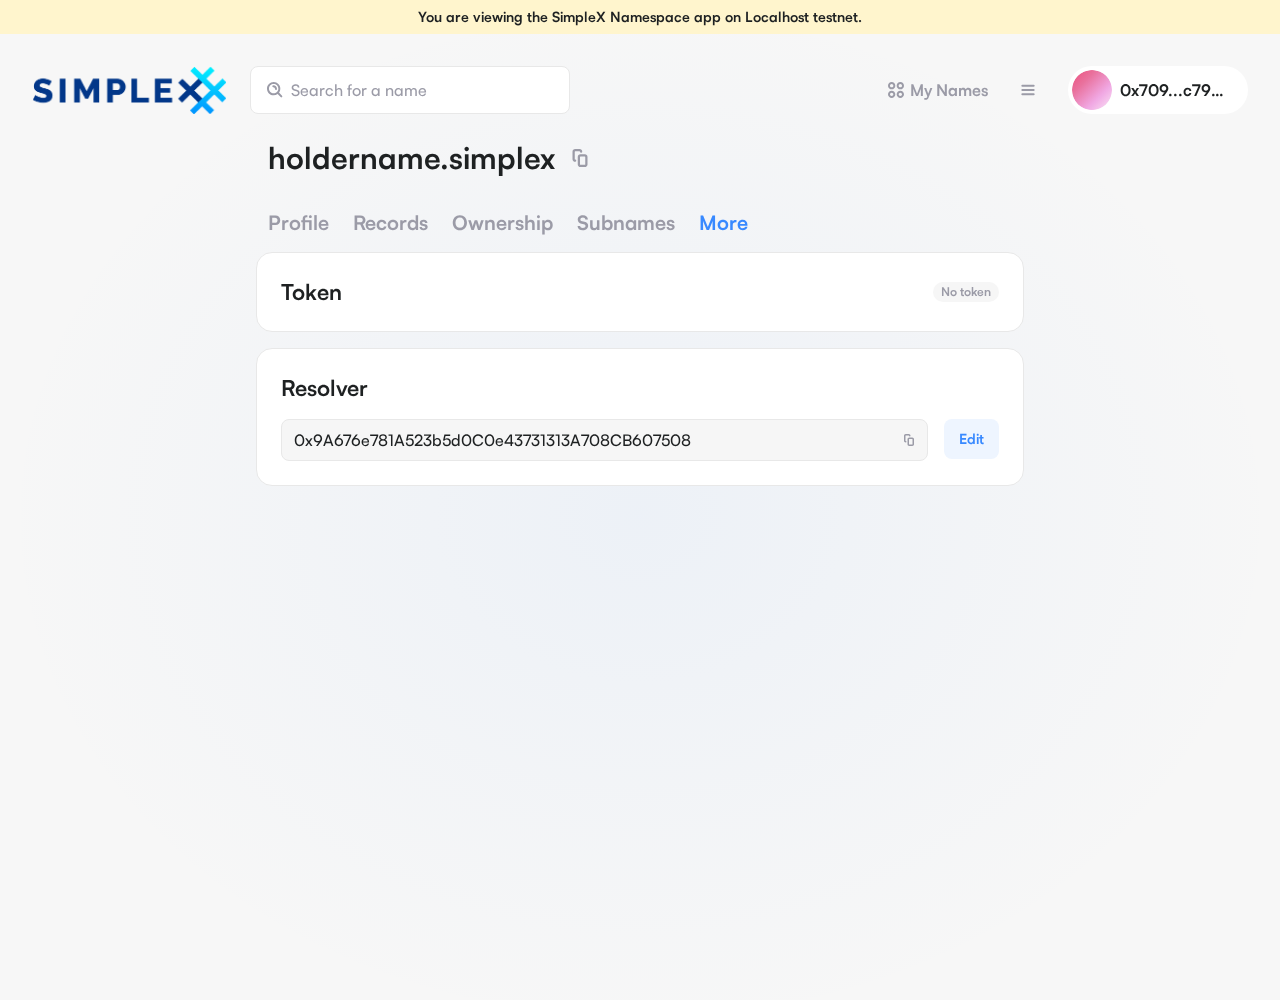 You are viewing the SimpleX Namespace app on Localhost testnet.
SIMPLEX
Search for a name
My Names
0x709...c79...
holdername.simplex
Profile
Records
Ownership
Subnames
More
Token
No token
Resolver
0x9A676e781A523b5d0C0e43731313A708CB607508
Edit